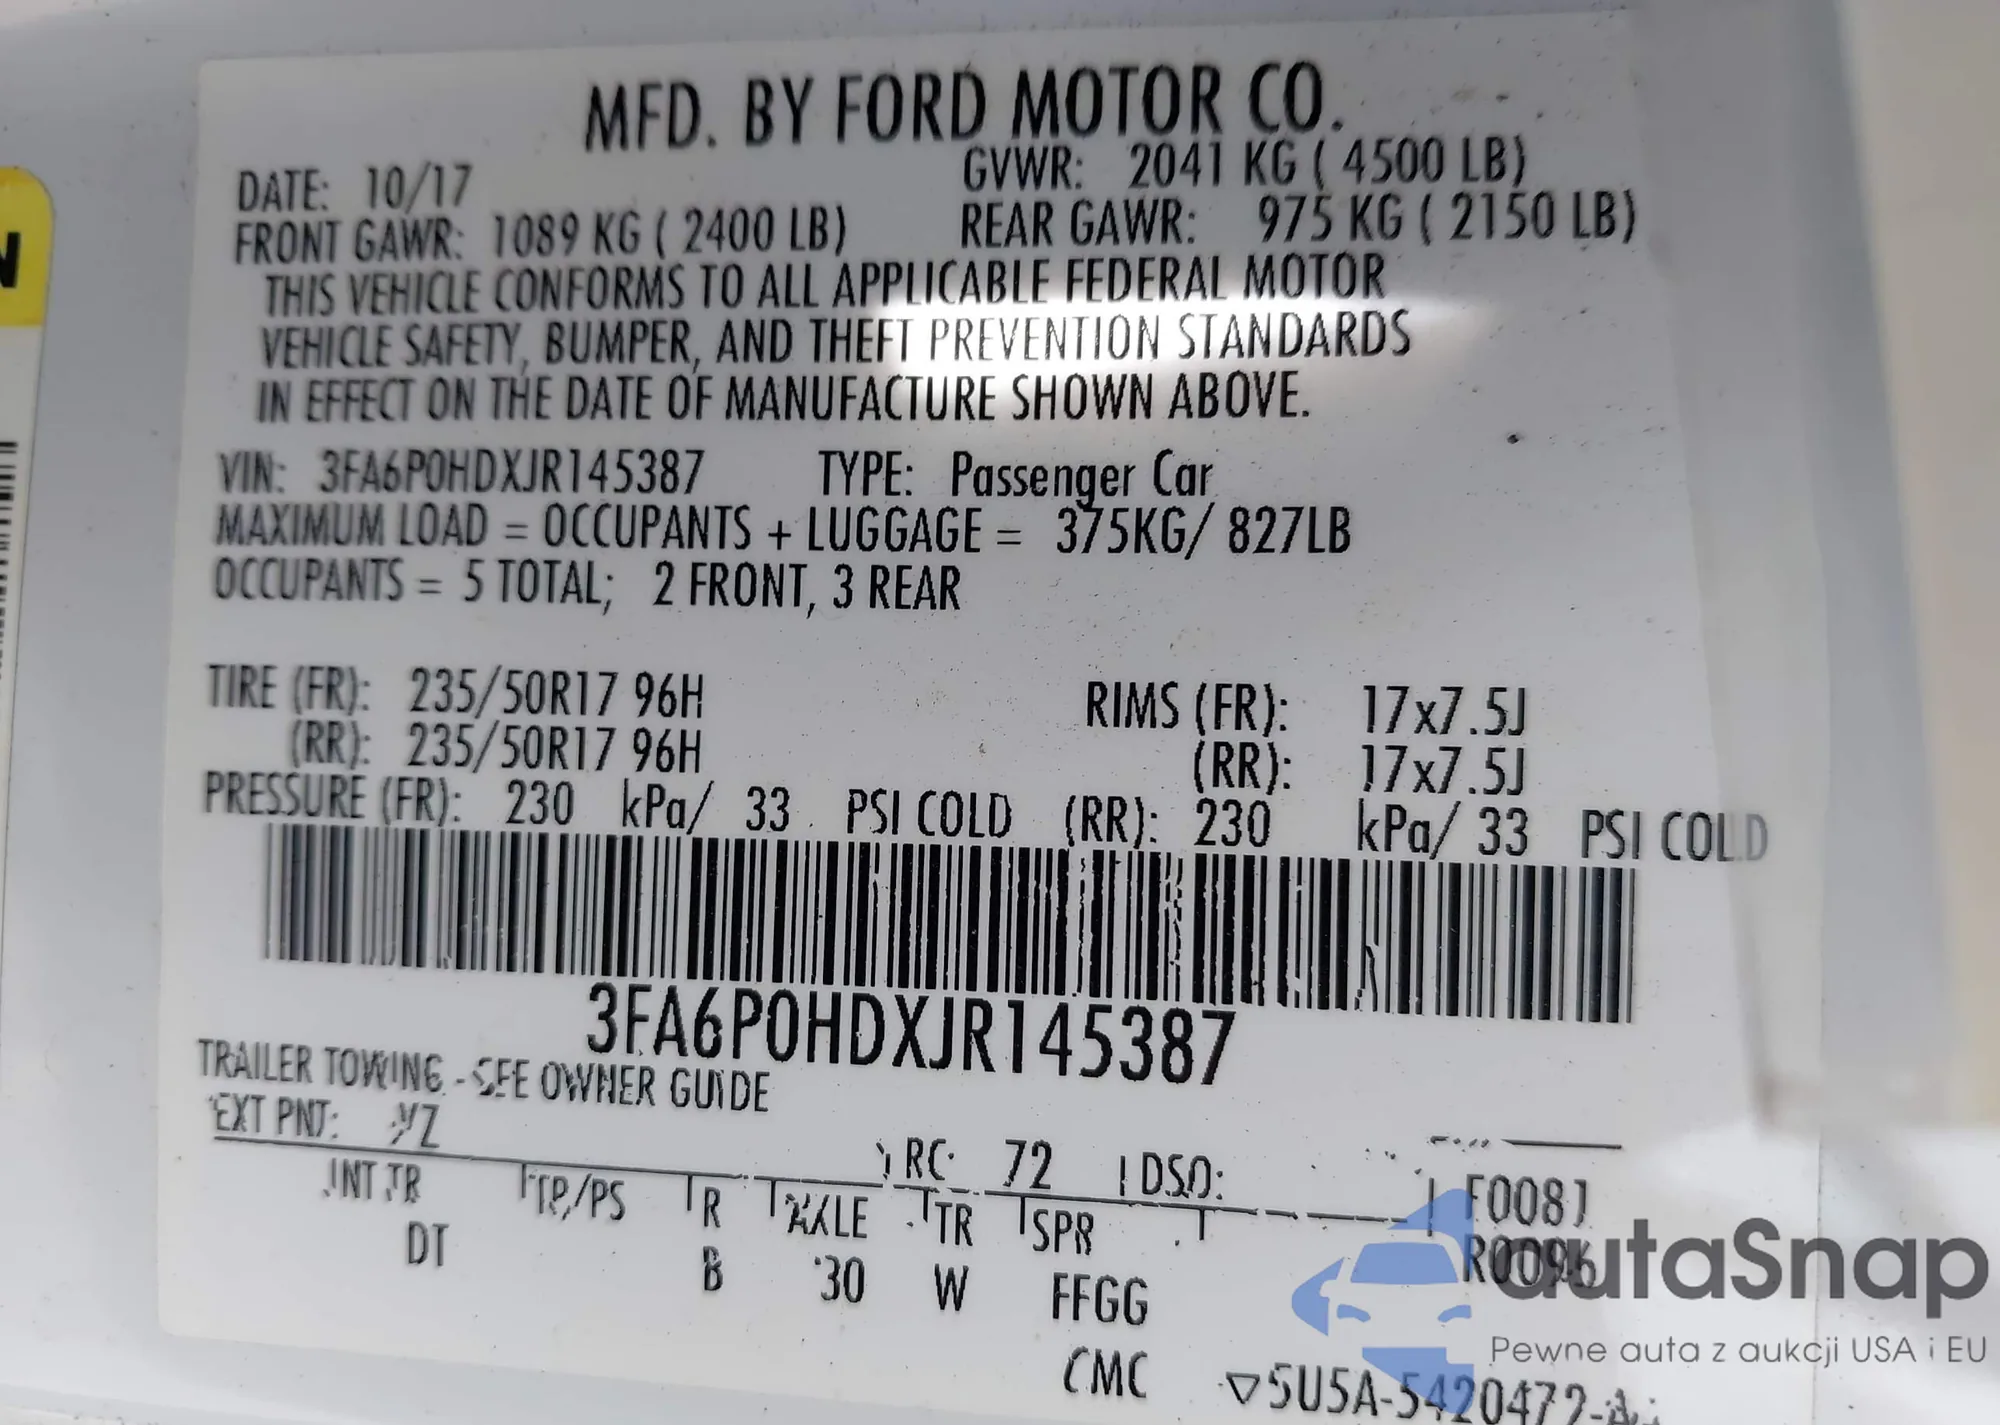 MFD. BY FORD MOTOR CO.
DATE: 10/17 GVWR: 2041 KG ( 4500 LB)
FRONT GAWR: 1089 KG ( 2400 LB) REAR GAWR: 975 KG ( 2150 LB)
THIS VEHICLE CONFORMS TO ALL APPLICABLE FEDERAL MOTOR
VEHICLE SAFETY, BUMPER, AND THEFT PREVENTION STANDARDS
IN EFFECT ON THE DATE OF MANUFACTURE SHOWN ABOVE.
VIN: 3FA6P0HDXJR145387 TYPE: Passenger Car
MAXIMUM LOAD = OCCUPANTS + LUGGAGE = 375KG/ 827LB
OCCUPANTS = 5 TOTAL; 2 FRONT, 3 REAR
TIRE (FR): 235/50R17 96H RIMS (FR): 17x7.5J
(RR): 235/50R17 96H (RR): 17x7.5J
PRESSURE (FR): 230 kPa/ 33 PSI COLD (RR): 230 kPa/ 33 PSI COLD
3FA6P0HDXJR145387
TRAILER TOWING - SEE OWNER GUIDE
EXT PNT: YZ RC: 72 DSO: F0081
INT TR TP/PS R AXLE TR SPR R0096
DT B 30 W FFGG
CMC ▽5U5A-5420472-
autaSnap
Pewne auta z aukcji USA i EU